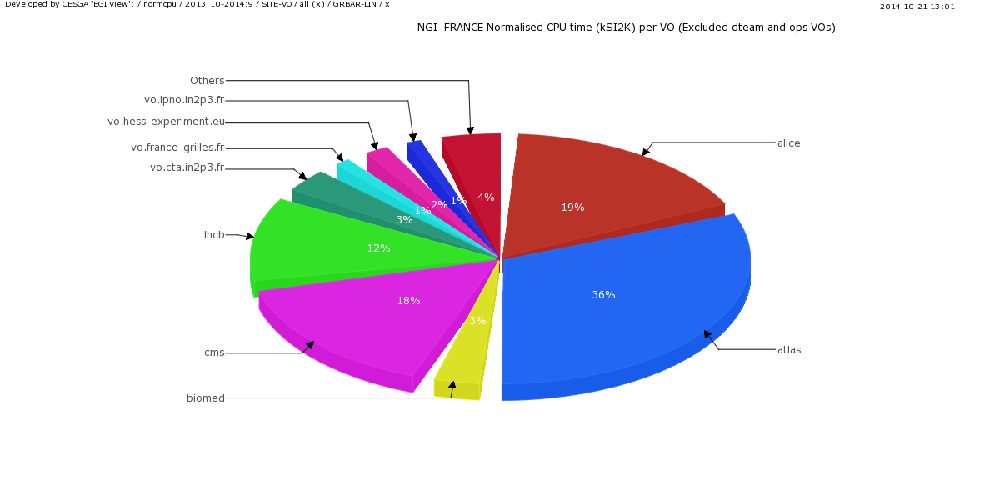 Developed by CESGA 'EGI View': / normcpu / 2013:10-2014:9 / SITE-VO / all (x) / GRBAR-LIN / x
2014-10-21 13:01
NGI_FRANCE Normalised CPU time (kSI2K) per VO (Excluded dteam and ops VOs)
Others
vo.ipno.in2p3.fr
vo.hess-experiment.eu
vo.france-grilles.fr
alice
vo.cta.in2p3.fr
4%
1%
2%
19%
1%
3%
lhcb
12%
36%
18%
3%
atlas
cms
biomed